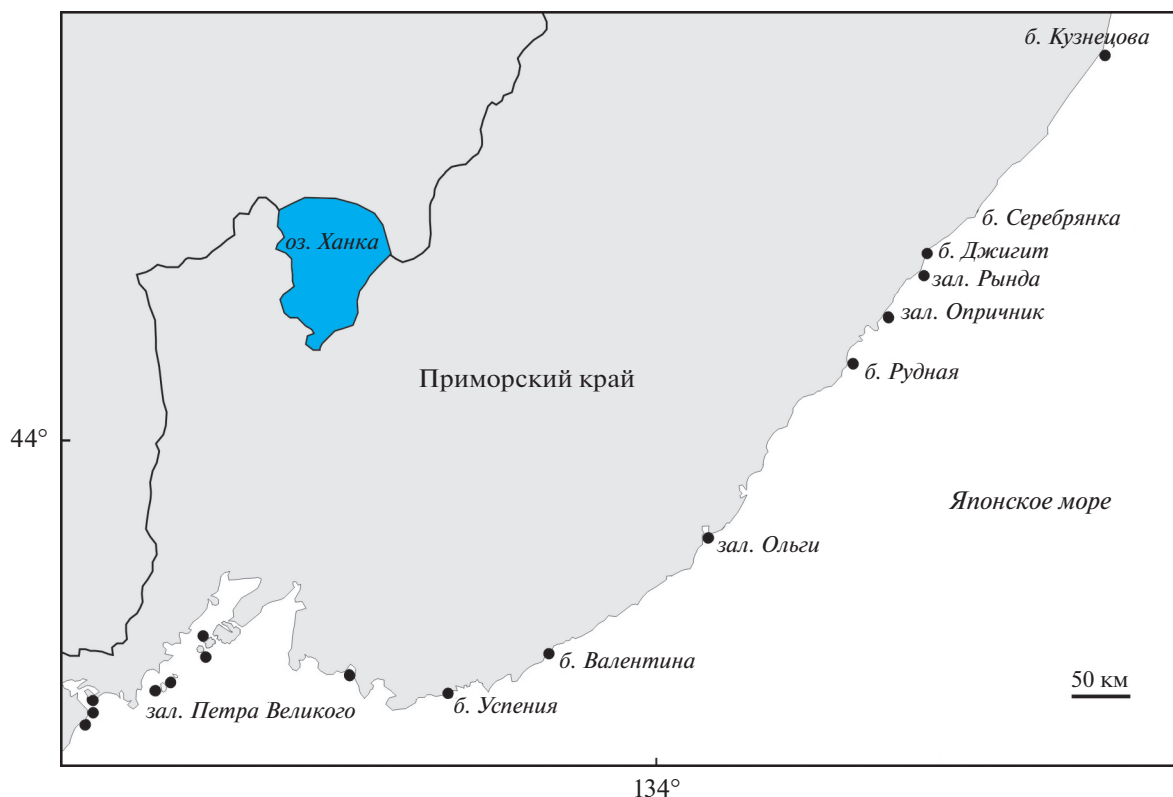 б. Кузнецова
б. Серебрянка
оз. Ханка
б. Джигит
зал. Рында
зал. Опричник
б. Рудная
Приморский край
44°
Японское море
зал. Ольги
б. Валентина
50 км
б. Успения
зал. Петра Великого
134°